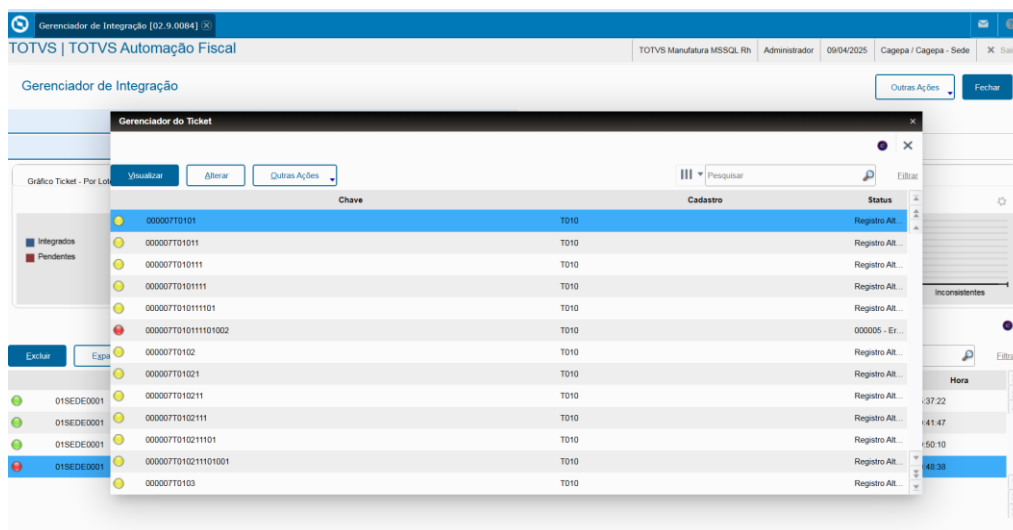 Gerenciador de Integração [02.9.0084]
TOTVS | TOTVS Automação Fiscal
TOTVS Manufatura MSSQL Rh Administrador 09/04/2025 Cagepa / Cagepa - Sede
Gerenciador de Integração
Outras Ações Fechar
Gerenciador do Ticket
Visualizar Alterar Outras Ações Pesquisar Filtrar
Gráfico Ticket - Por
Chave Cadastro Status
000007T0101 T010 Registro Alt...
000007T01011 T010 Registro Alt...
Integrados
000007T010111 T010 Registro Alt...
Pendentes
000007T0101111 T010 Registro Alt...
Inconsistentes
000007T010111101 T010 Registro Alt...
000007T010111101002 T010 000005 - Er...
Excluir
000007T0102 T010 Registro Alt...
000007T01021 T010 Registro Alt...
Hora
01SEDE0001 000007T010211 T010 Registro Alt... :37:22
01SEDE0001 000007T0102111 T010 Registro Alt... :41:47
01SEDE0001 000007T010211101 T010 Registro Alt... :50:10
01SEDE0001 000007T010211101001 T010 Registro Alt... :48:38
000007T0103 T010 Registro Alt...